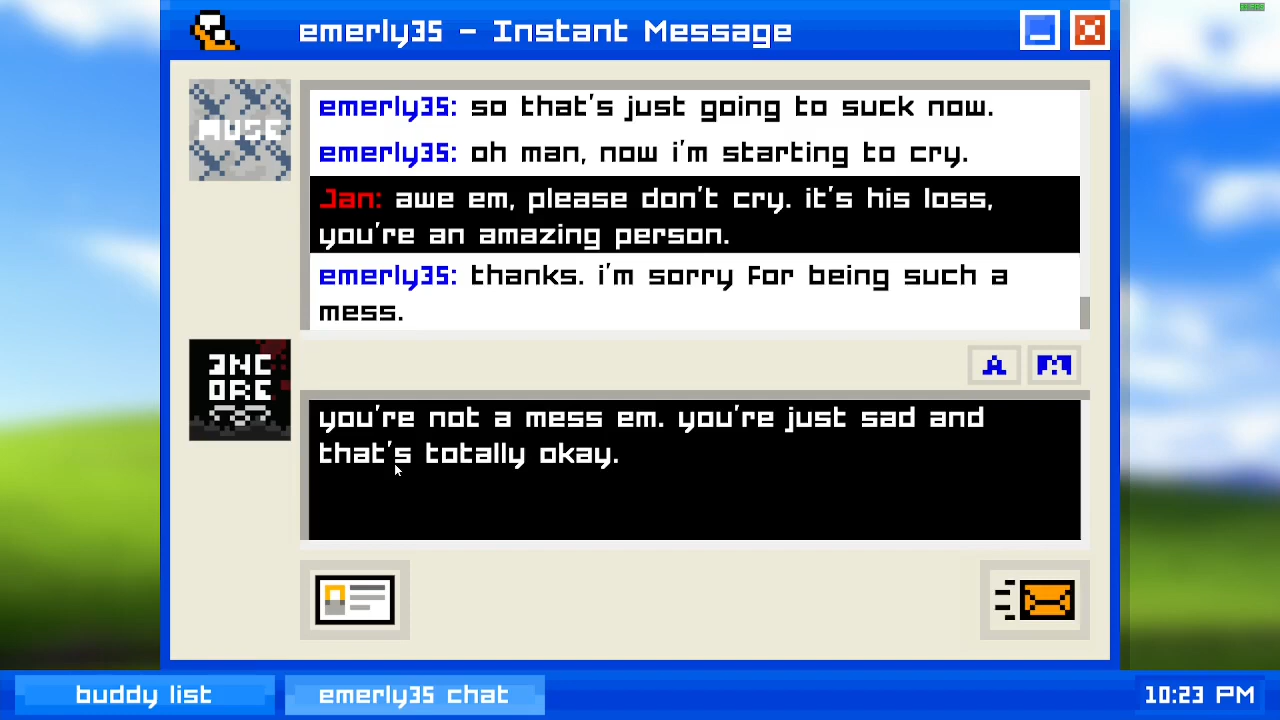 emerly35 - Instant Message
MUSE
emerly35: so that's just going to suck now.
emerly35: oh man, now i'm starting to cry.
Jan: awe em, please don't cry. it's his loss,
you're an amazing person.
emerly35: thanks. i'm sorry for being such a
mess.
ENC
ORE
A
you're not a mess em. you're just sad and
that's totally okay.
buddy list
emerly35 chat
10:23 PM